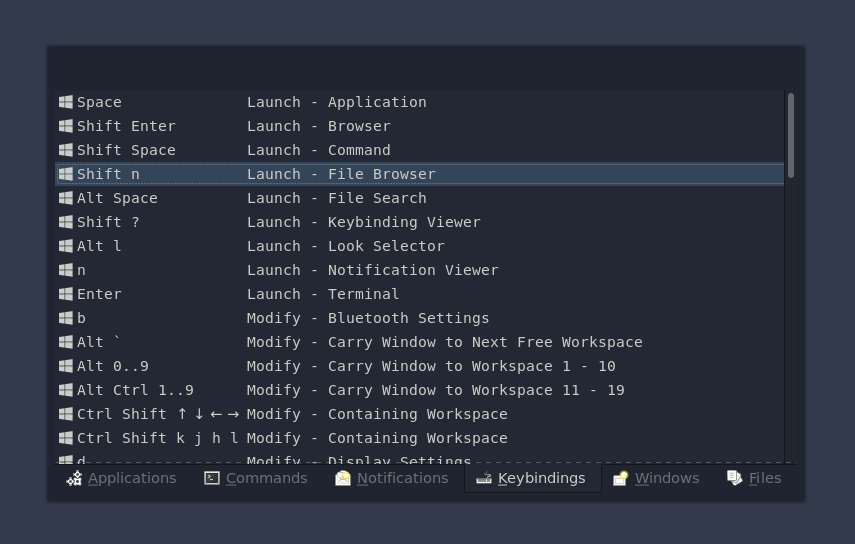 Space Launch - Application
Shift Enter Launch - Browser
Shift Space Launch - Command
Shift n Launch - File Browser
Alt Space Launch - File Search
Shift ? Launch - Keybinding Viewer
Alt l Launch - Look Selector
n Launch - Notification Viewer
Enter Launch - Terminal
b Modify - Bluetooth Settings
Alt ` Modify - Carry Window to Next Free Workspace
Alt 0..9 Modify - Carry Window to Workspace 1 - 10
Alt Ctrl 1..9 Modify - Carry Window to Workspace 11 - 19
Ctrl Shift ↑ ↓ ← → Modify - Containing Workspace
Ctrl Shift k j h l Modify - Containing Workspace
d Modify - Display Settings
Applications Commands Notifications Keybindings Windows Files